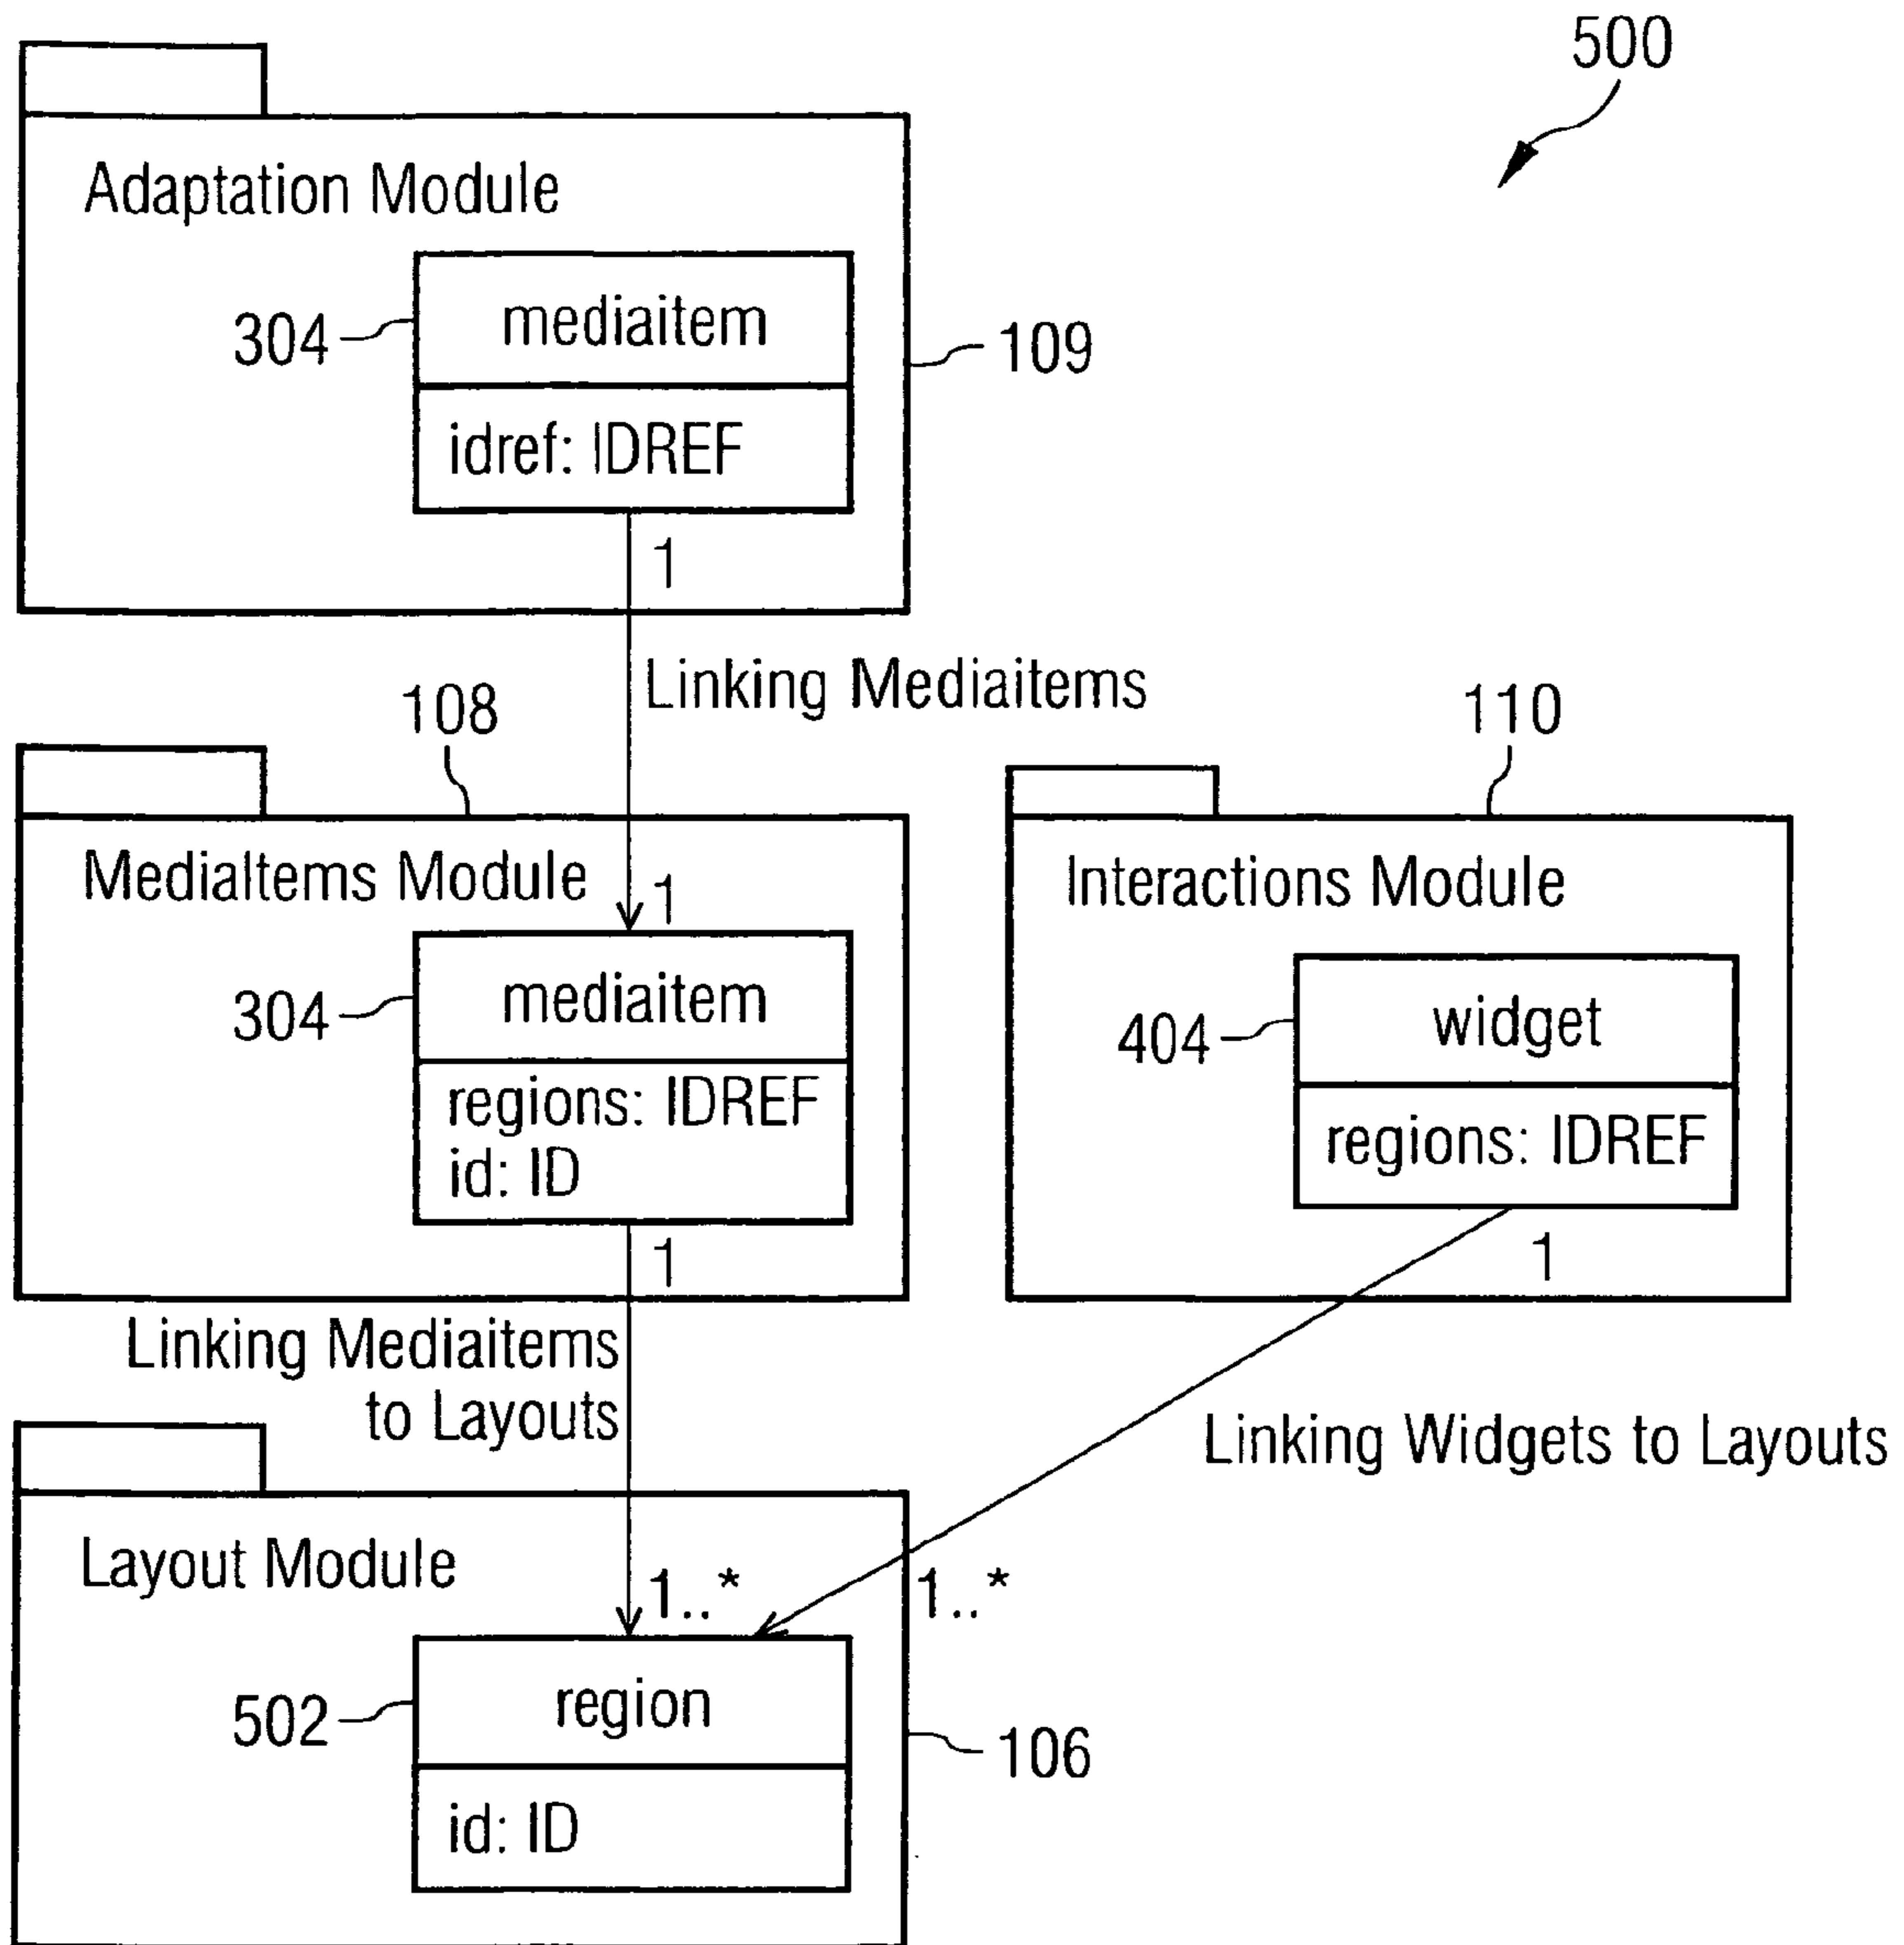 500
Adaptation Module
304
mediaitem
109
idref: IDREF
1
Linking Mediaitems
108
110
MediaItems Module
1
Interactions Module
304
mediaitem
404
widget
regions: IDREF
id: ID
regions: IDREF
1
1
Linking Mediaitems
to Layouts
Linking Widgets to Layouts
Layout Module
1..*
1..*
502
region
106
id: ID